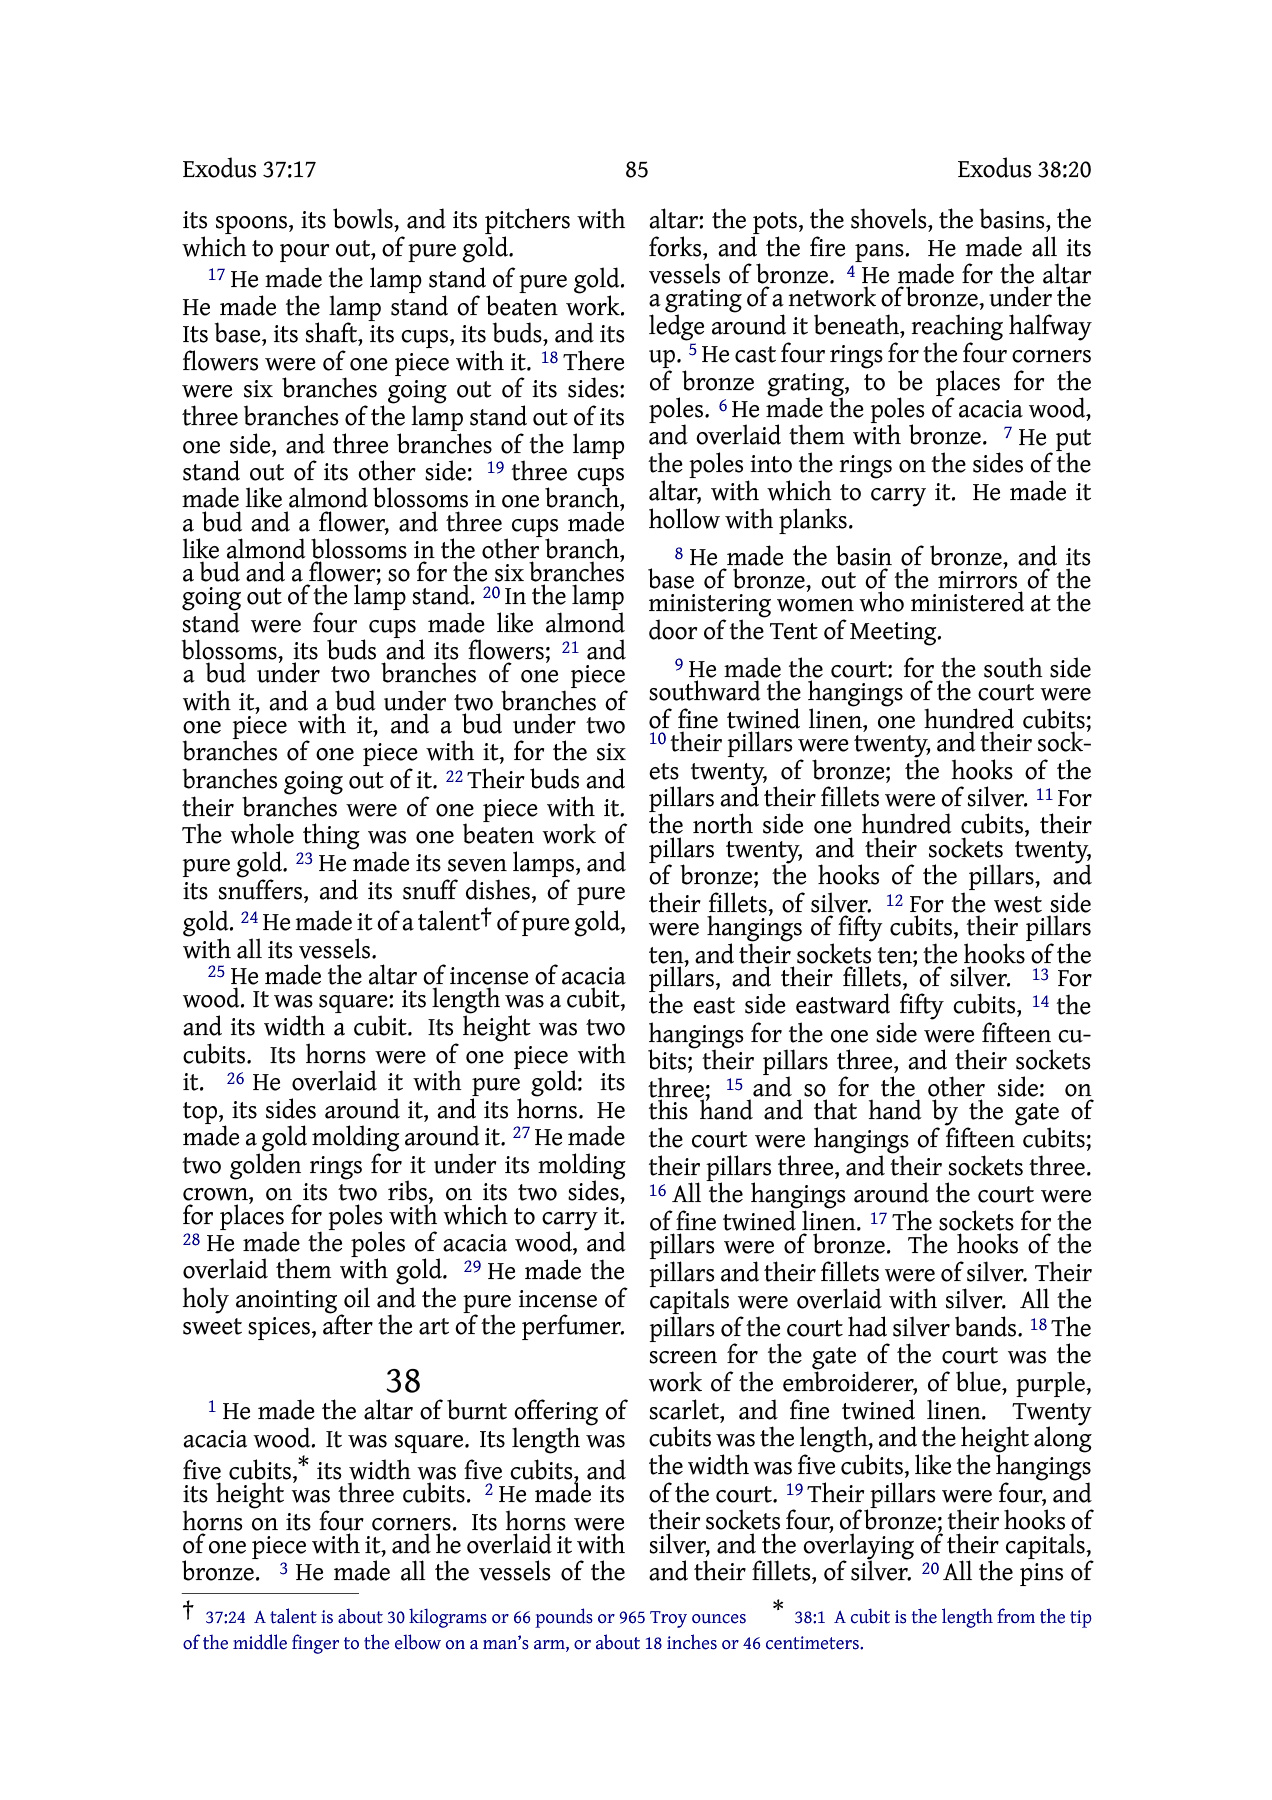 Exodus 37:17 85 Exodus 38:20
its spoons, its bowls, and its pitchers with
which to pour out, of pure gold.
17 He made the lamp stand of pure gold.
He made the lamp stand of beaten work.
Its base, its shaft, its cups, its buds, and its
flowers were of one piece with it. 18 There
were six branches going out of its sides:
three branches of the lamp stand out of its
one side, and three branches of the lamp
stand out of its other side: 19 three cups
made like almond blossoms in one branch,
a bud and a flower, and three cups made
like almond blossoms in the other branch,
a bud and a flower; so for the six branches
going out of the lamp stand. 20 In the lamp
stand were four cups made like almond
blossoms, its buds and its flowers; 21 and
a bud under two branches of one piece
with it, and a bud under two branches of
one piece with it, and a bud under two
branches of one piece with it, for the six
branches going out of it. 22 Their buds and
their branches were of one piece with it.
The whole thing was one beaten work of
pure gold. 23 He made its seven lamps, and
its snuffers, and its snuff dishes, of pure
gold. 24 He made it of a talent† of pure gold,
with all its vessels.
25 He made the altar of incense of acacia
wood. It was square: its length was a cubit,
and its width a cubit. Its height was two
cubits. Its horns were of one piece with
it. 26 He overlaid it with pure gold: its
top, its sides around it, and its horns. He
made a gold molding around it. 27 He made
two golden rings for it under its molding
crown, on its two ribs, on its two sides,
for places for poles with which to carry it.
28 He made the poles of acacia wood, and
overlaid them with gold. 29 He made the
holy anointing oil and the pure incense of
sweet spices, after the art of the perfumer.
38
1 He made the altar of burnt offering of
acacia wood. It was square. Its length was
five cubits,* its width was five cubits, and
its height was three cubits. 2 He made its
horns on its four corners. Its horns were
of one piece with it, and he overlaid it with
bronze. 3 He made all the vessels of the
altar: the pots, the shovels, the basins, the
forks, and the fire pans. He made all its
vessels of bronze. 4 He made for the altar
a grating of a network of bronze, under the
ledge around it beneath, reaching halfway
up. 5 He cast four rings for the four corners
of bronze grating, to be places for the
poles. 6 He made the poles of acacia wood,
and overlaid them with bronze. 7 He put
the poles into the rings on the sides of the
altar, with which to carry it. He made it
hollow with planks.
8 He made the basin of bronze, and its
base of bronze, out of the mirrors of the
ministering women who ministered at the
door of the Tent of Meeting.
9 He made the court: for the south side
southward the hangings of the court were
of fine twined linen, one hundred cubits;
10 their pillars were twenty, and their sock-
ets twenty, of bronze; the hooks of the
pillars and their fillets were of silver. 11 For
the north side one hundred cubits, their
pillars twenty, and their sockets twenty,
of bronze; the hooks of the pillars, and
their fillets, of silver. 12 For the west side
were hangings of fifty cubits, their pillars
ten, and their sockets ten; the hooks of the
pillars, and their fillets, of silver. 13 For
the east side eastward fifty cubits, 14 the
hangings for the one side were fifteen cu-
bits; their pillars three, and their sockets
three; 15 and so for the other side: on
this hand and that hand by the gate of
the court were hangings of fifteen cubits;
their pillars three, and their sockets three.
16 All the hangings around the court were
of fine twined linen. 17 The sockets for the
pillars were of bronze. The hooks of the
pillars and their fillets were of silver. Their
capitals were overlaid with silver. All the
pillars of the court had silver bands. 18 The
screen for the gate of the court was the
work of the embroiderer, of blue, purple,
scarlet, and fine twined linen. Twenty
cubits was the length, and the height along
the width was five cubits, like the hangings
of the court. 19 Their pillars were four, and
their sockets four, of bronze; their hooks of
silver, and the overlaying of their capitals,
and their fillets, of silver. 20 All the pins of
† 37:24 A talent is about 30 kilograms or 66 pounds or 965 Troy ounces * 38:1 A cubit is the length from the tip
of the middle finger to the elbow on a man's arm, or about 18 inches or 46 centimeters.